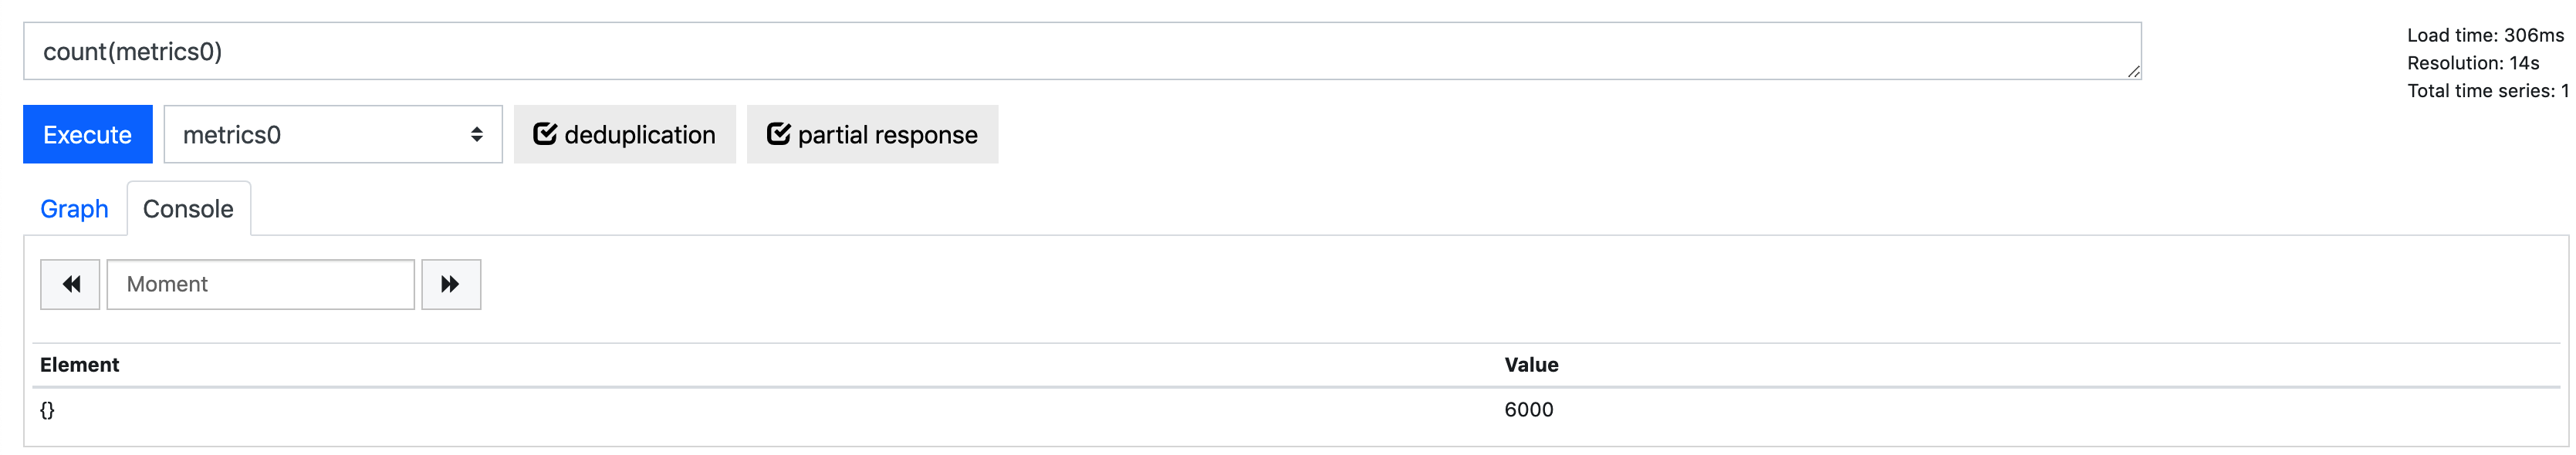 count(metrics0)
Load time: 306ms
Resolution: 14s
Total time series: 1
Execute metrics0 deduplication partial response
Graph Console
Moment
Element Value
{} 6000